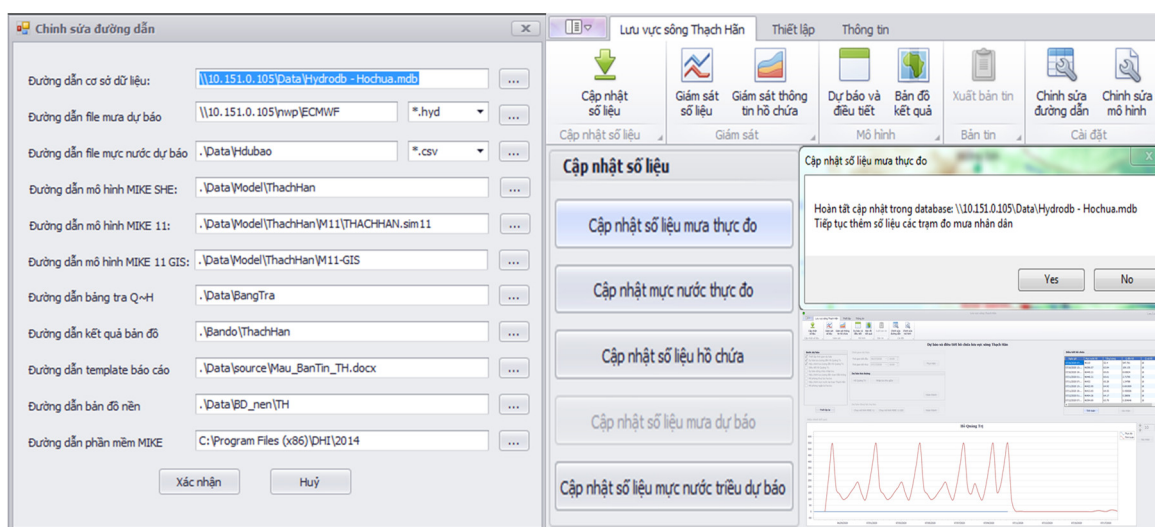 Chỉnh sửa đường dẫn
Đường dẫn cơ sở dữ liệu:
\\10.151.0.105\Data\Hydrodb - Hochua.mdb
...
Đường dẫn file mưa dự báo
\\10.151.0.105\nwp\ECMWF
*.hyd
...
Đường dẫn file mực nước dự báo
.\Data\Hdubao
*.csv
...
Đường dẫn mô hình MIKE SHE:
.\Data\Model\ThachHan
...
Đường dẫn mô hình MIKE 11:
.\Data\Model\ThachHan\M11\THACHHAN.sim11
...
Đường dẫn mô hình MIKE 11 GIS:
.\Data\Model\ThachHan\M11-GIS
...
Đường dẫn bảng tra Q~H
.\Data\BangTra
...
Đường dẫn kết quả bản đồ
.\Bando\ThachHan
...
Đường dẫn template báo cáo
.\Data\source\Mau_BanTin_TH.docx
...
Đường dẫn bản đồ nền
.\Data\BD_nen\TH
...
Đường dẫn phần mềm MIKE
C:\Program Files (x86)\DHI\2014
...
Xác nhận
Huỷ
Lưu vực sông Thạch Hãn
Thiết lập
Thông tin
Cập nhật
số liệu
Giám sát
số liệu
Giám sát thông
tin hồ chứa
Dự báo và
điều tiết
Bản đồ
kết quả
Xuất bản tin
Chỉnh sửa
đường dẫn
Chỉnh sửa
mô hình
Cập nhật số liệu
Giám sát
Mô hình
Bản tin
Cài đặt
Cập nhật số liệu
Cập nhật số liệu mưa thực đo
Cập nhật mực nước thực đo
Cập nhật số liệu hồ chứa
Cập nhật số liệu mưa dự báo
Cập nhật số liệu mực nước triều dự báo
Cập nhật số liệu mưa thực đo
Hoàn tất cập nhật trong database: \\10.151.0.105\Data\Hydrodb - Hochua.mdb
Tiếp tục thêm số liệu các trạm đo mưa nhân dân
Yes
No
Dự báo và điều tiết hồ chứa lưu vực sông Thạch Hãn